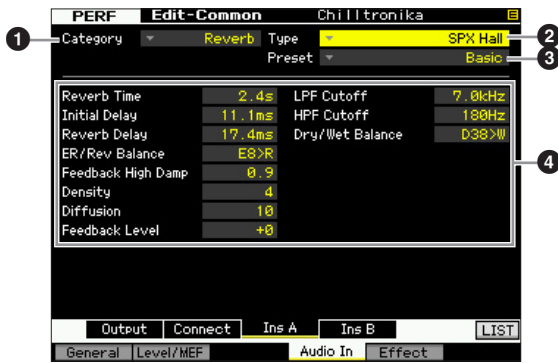 PERF Edit-Common Chilltronika E
1 Category Reverb Type SPX Hall 2
Preset Basic 3
Reverb Time 2.4s LPF Cutoff 7.0kHz
Initial Delay 11.1ms HPF Cutoff 180Hz
Reverb Delay 17.4ms Dry/Wet Balance D38>W
ER/Rev Balance E8>R
Feedback High Damp 0.9
4
Density 4
Diffusion 10
Feedback Level +0
Output Connect Ins A Ins B LIST
General Level/MEF Audio In Effect